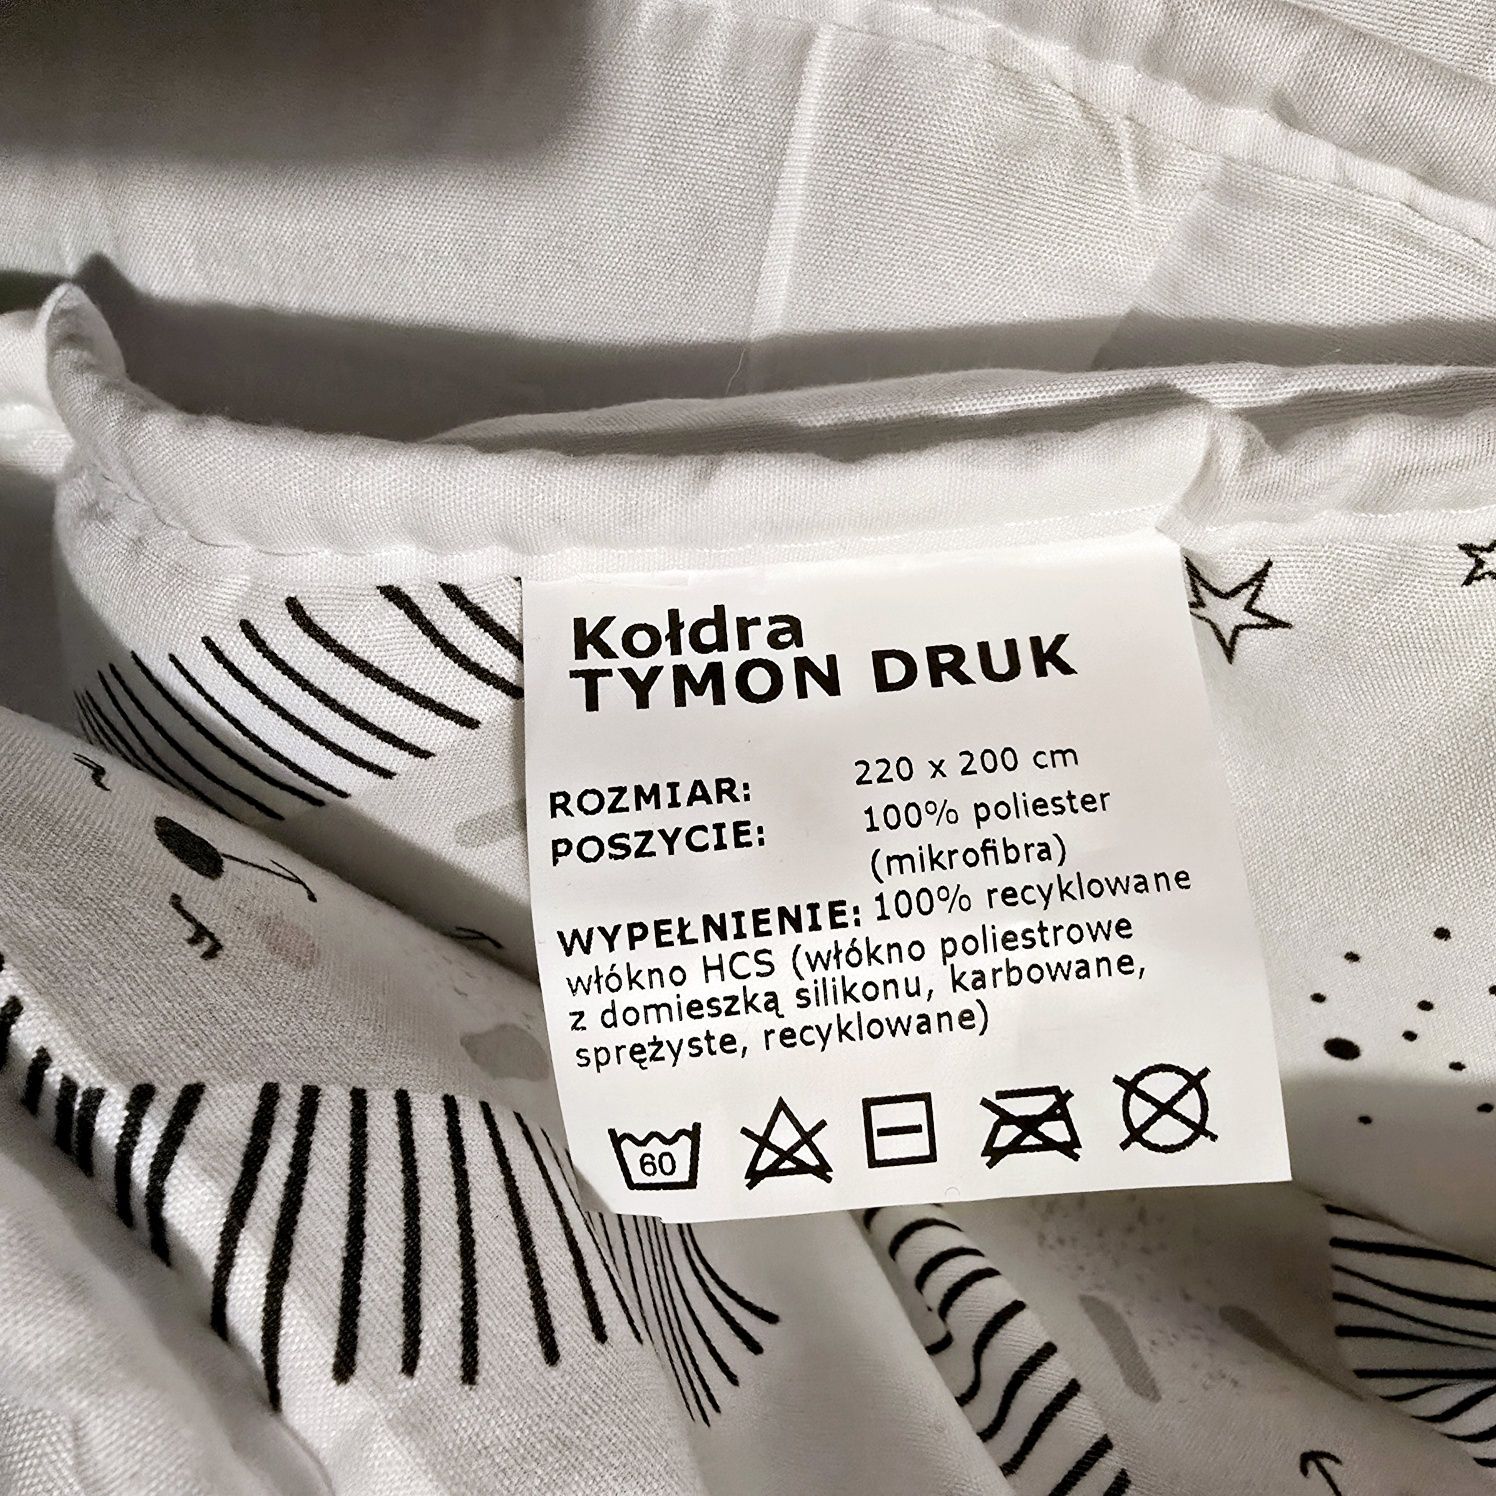 Kołdra
TYMON DRUK
ROZMIAR: 220 x 200 cm
POSZYCIE: 100% poliester
(mikrofibra)
WYPEŁNIENIE: 100% recyklowane
włókno HCS (włókno poliestrowe
z domieszką silikonu, karbowane,
sprężyste, recyklowane)
60